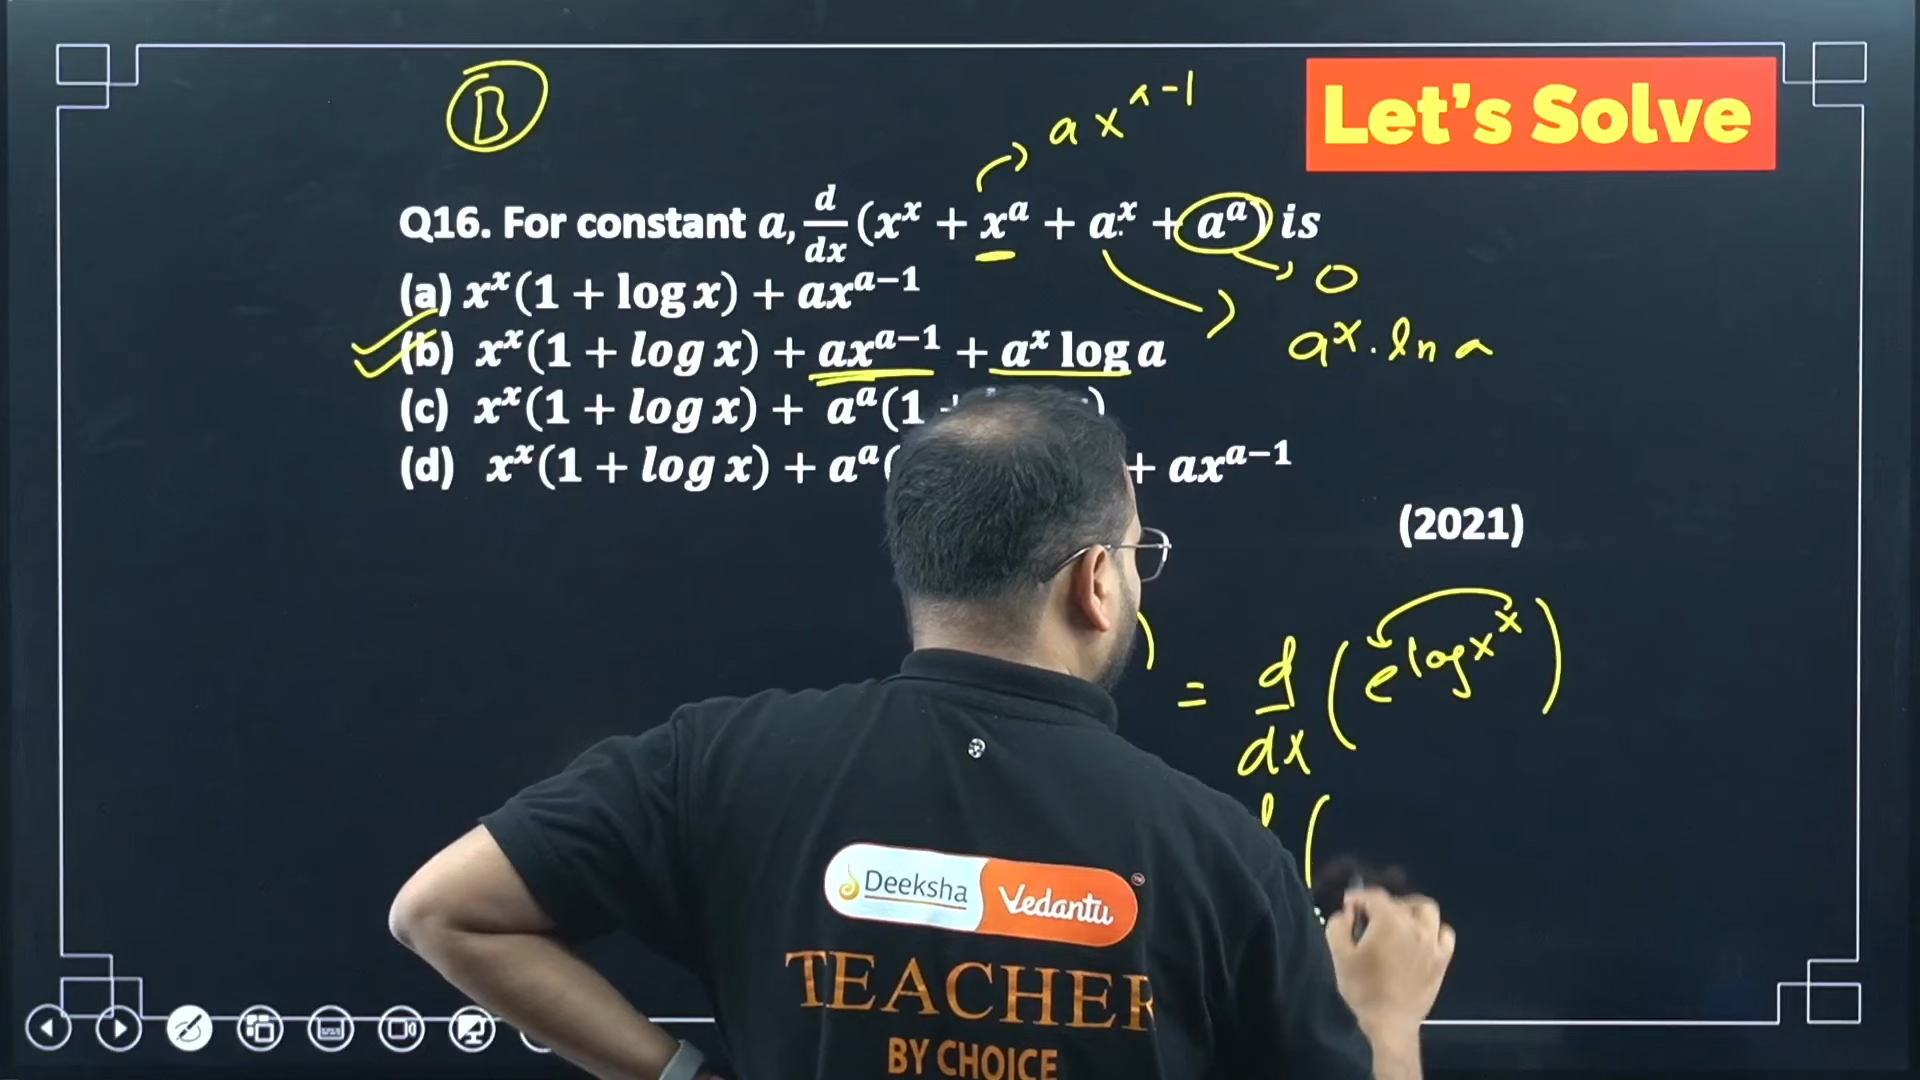 B
a x^{a-1}
Let's Solve
Q16. For constant a, d/dx (x^x + x^a + a^x + a^a) is
→ 0
(a) x^x(1 + log x) + ax^{a-1}
a^x . ln a
(b) x^x(1 + log x) + ax^{a-1} + a^x log a
(c) x^x(1 + log x) + a^a(1 + )
(d) x^x(1 + log x) + a^a( + ax^{a-1}
(2021)
) = d/dx (e^{log x^x})
(
Deeksha Vedantu ™
TEACHER
BY CHOICE